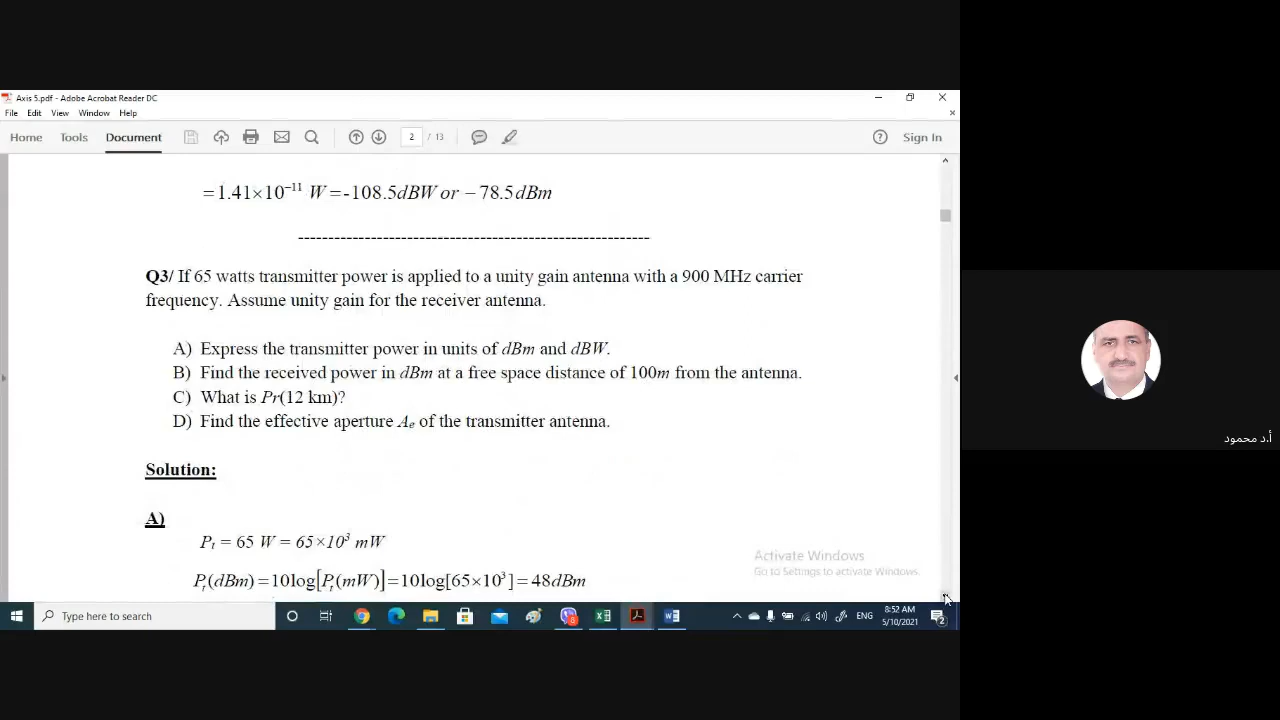 Axis 5.pdf - Adobe Acrobat Reader DC
File Edit View Window Help
Home Tools Document 2 / 13 Sign In
=1.41×10⁻¹¹ W =-108.5dBW or −78.5dBm
-----------------------------------------------------------
Q3/ If 65 watts transmitter power is applied to a unity gain antenna with a 900 MHz carrier
frequency. Assume unity gain for the receiver antenna.
A) Express the transmitter power in units of dBm and dBW.
B) Find the received power in dBm at a free space distance of 100m from the antenna.
C) What is Pr(12 km)?
D) Find the effective aperture Aₑ of the transmitter antenna.
Solution:
A)
Pₜ = 65 W = 65×10³ mW
Pₜ(dBm) =10log[Pₜ(mW)]=10log[65×10³]=48dBm
Activate Windows
Go to Settings to activate Windows.
Type here to search
ENG
8:52 AM
5/10/2021
2
أ.د محمود